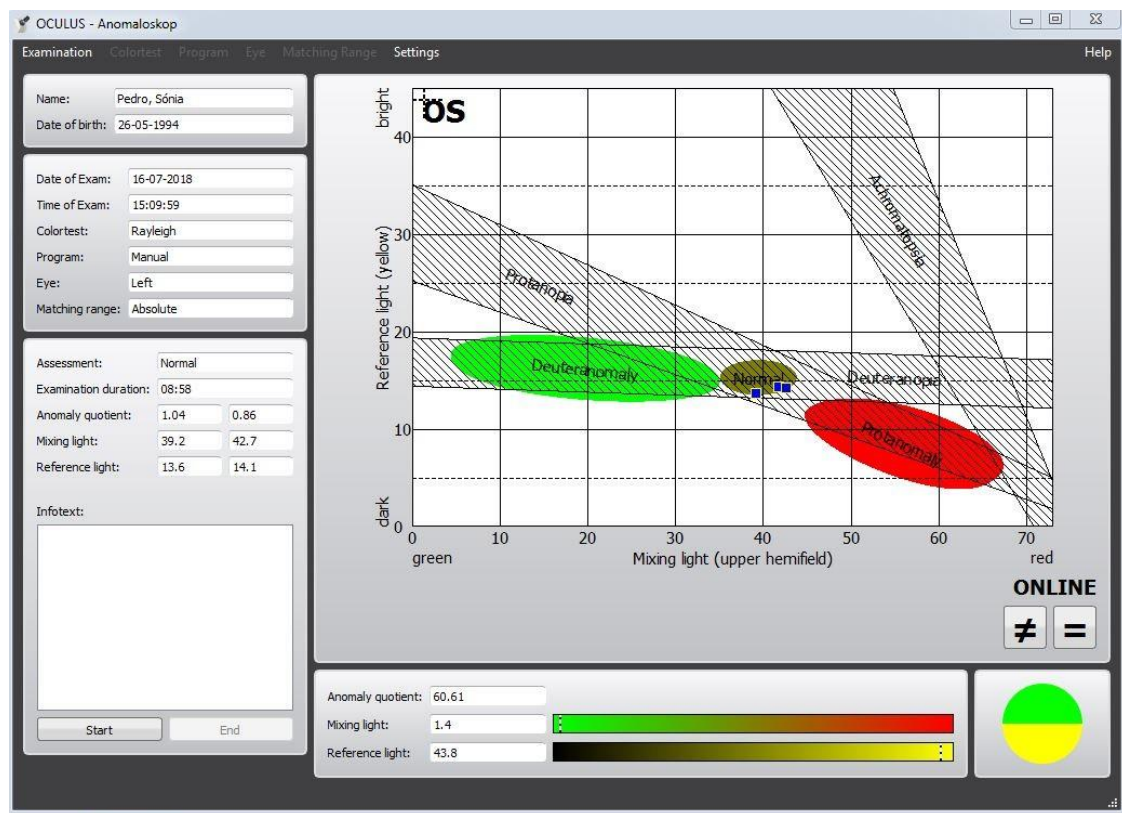 OCULUS - Anomaloskop
Examination Colortest Program Eye Matching Range Settings Help
Name: Pedro, Sónia
Date of birth: 26-05-1994
Date of Exam: 16-07-2018
Time of Exam: 15:09:59
Colortest: Rayleigh
Program: Manual
Eye: Left
Matching range: Absolute
Assessment: Normal
Examination duration: 08:58
Anomaly quotient: 1.04 0.86
Mixing light: 39.2 42.7
Reference light: 13.6 14.1
Infotext:
Start End
OS
bright
Reference light (yellow)
dark
40
30
20
10
0
Achromatopsia
Protanopia
Deuteranomaly
Normal
Deuteranopia
Protanomaly
0 10 20 30 40 50 60 70
green Mixing light (upper hemifield) red
ONLINE
≠ =
Anomaly quotient: 60.61
Mixing light: 1.4
Reference light: 43.8